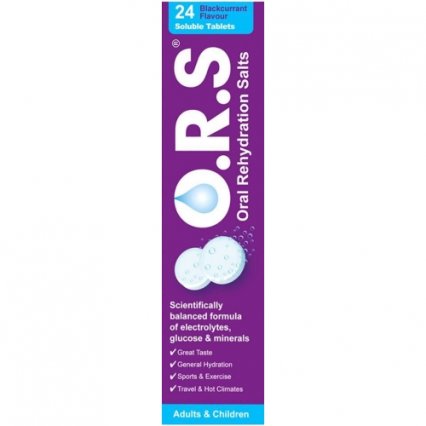 24 Blackcurrant
Flavour
Soluble Tablets
O.R.S®
Oral Rehydration Salts
Scientifically
balanced formula
of electrolytes,
glucose & minerals
✓ Great Taste
✓ General Hydration
✓ Sports & Exercise
✓ Travel & Hot Climates
Adults & Children